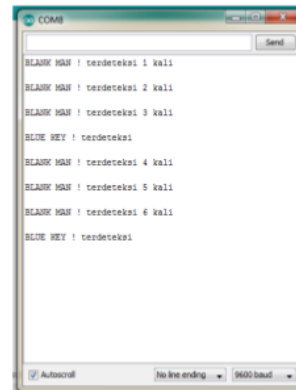 COM8
Send
BLANK MAN ! terdeteksi 1 kali
BLANK MAN ! terdeteksi 2 kali
BLANK MAN ! terdeteksi 3 kali
BLUE KEY ! terdeteksi
BLANK MAN ! terdeteksi 4 kali
BLANK MAN ! terdeteksi 5 kali
BLANK MAN ! terdeteksi 6 kali
BLUE KEY ! terdeteksi
Autoscroll No line ending 9600 baud